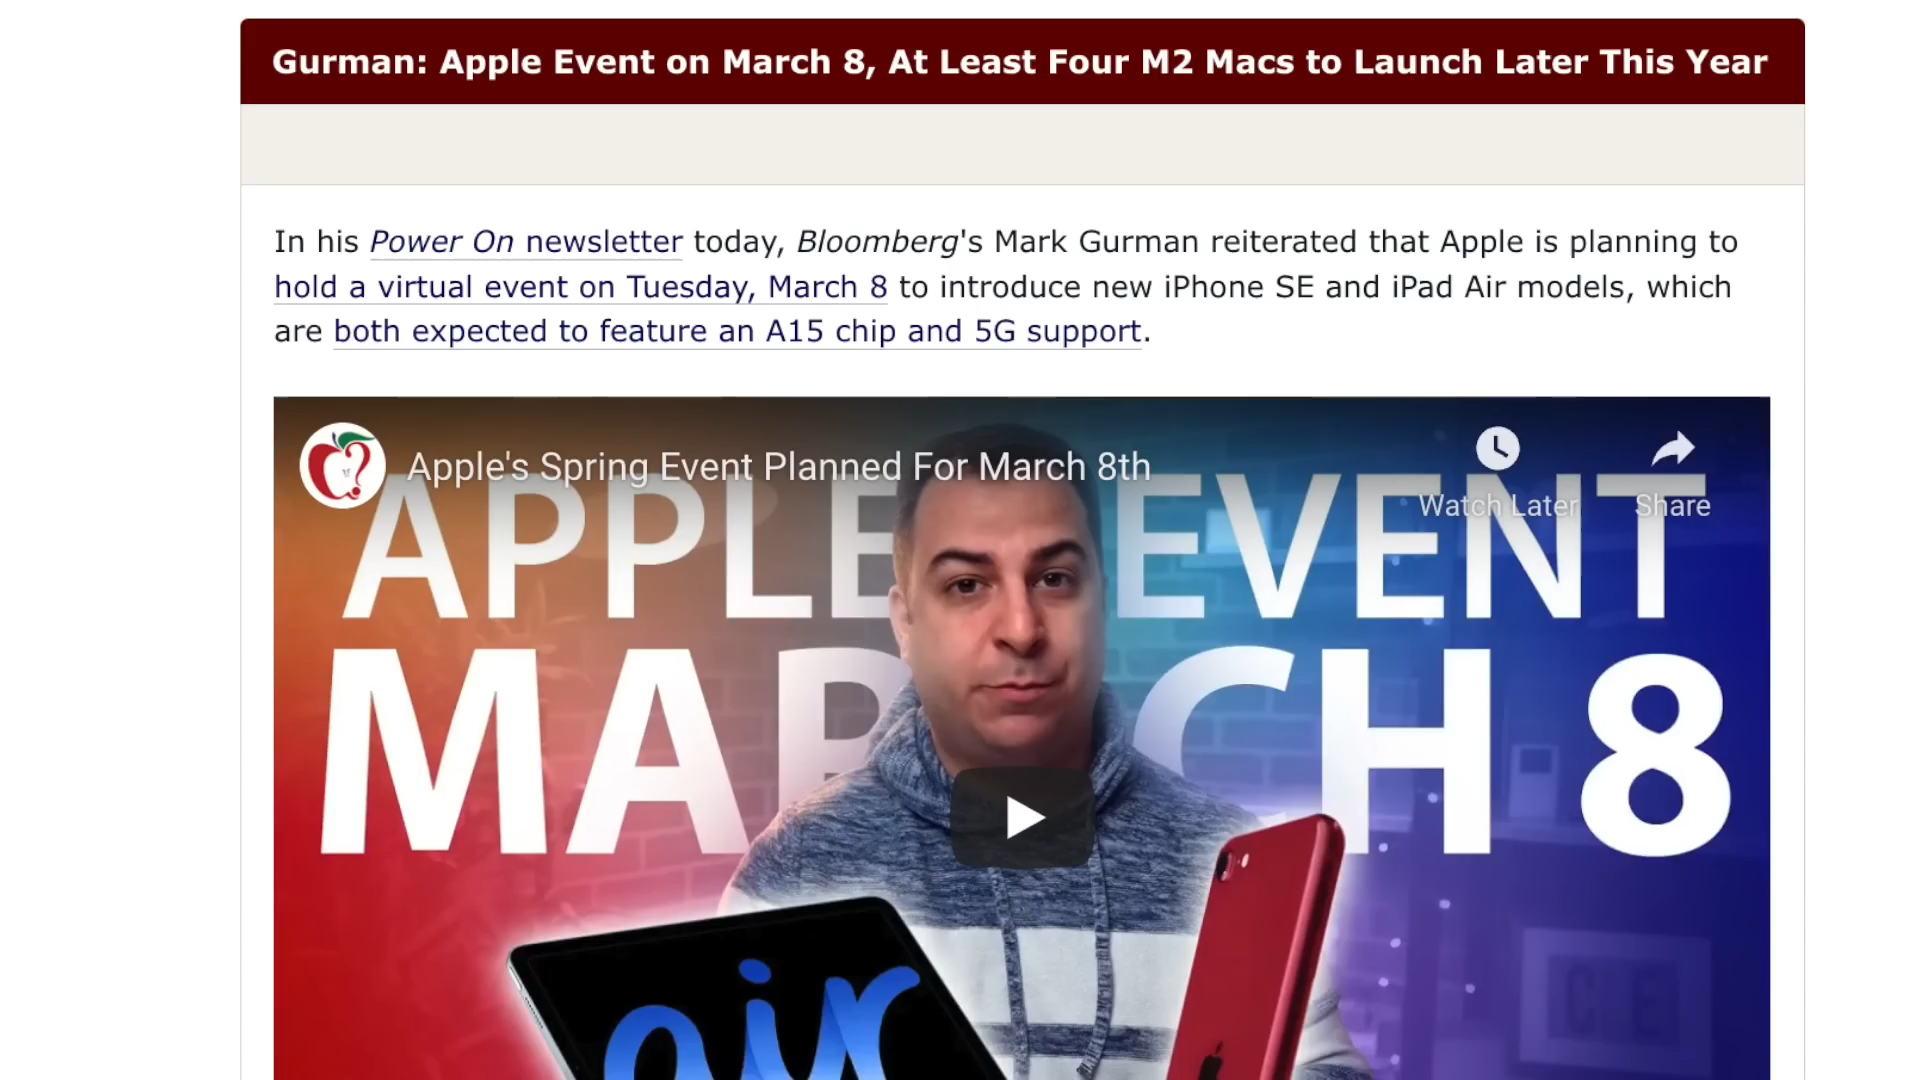 Gurman: Apple Event on March 8, At Least Four M2 Macs to Launch Later This Year
In his Power On newsletter today, Bloomberg's Mark Gurman reiterated that Apple is planning to
hold a virtual event on Tuesday, March 8 to introduce new iPhone SE and iPad Air models, which
are both expected to feature an A15 chip and 5G support.
Apple's Spring Event Planned For March 8th
Watch Later
Share
APPLE EVENT
MARCH 8
air